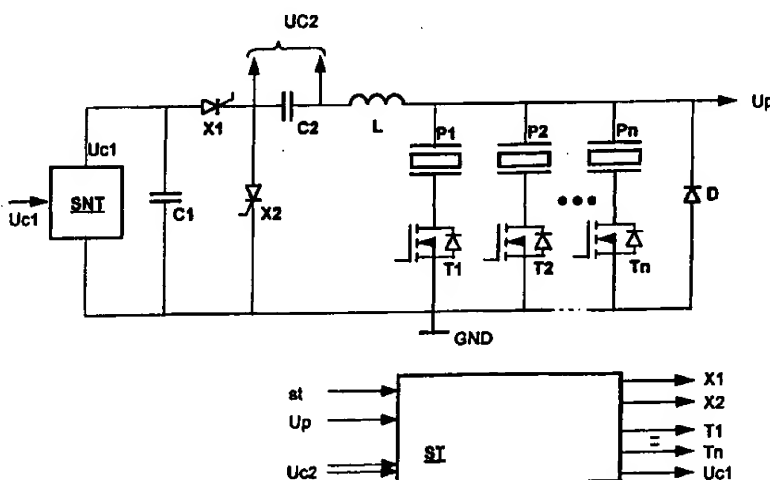 UC2
Up
X1
C2
L
P1
P2
Pn
Uc1
SNT
Uc1
C1
X2
D
T1
T2
Tn
GND
st
Up
Uc2
ST
X1
X2
T1
Tn
Uc1